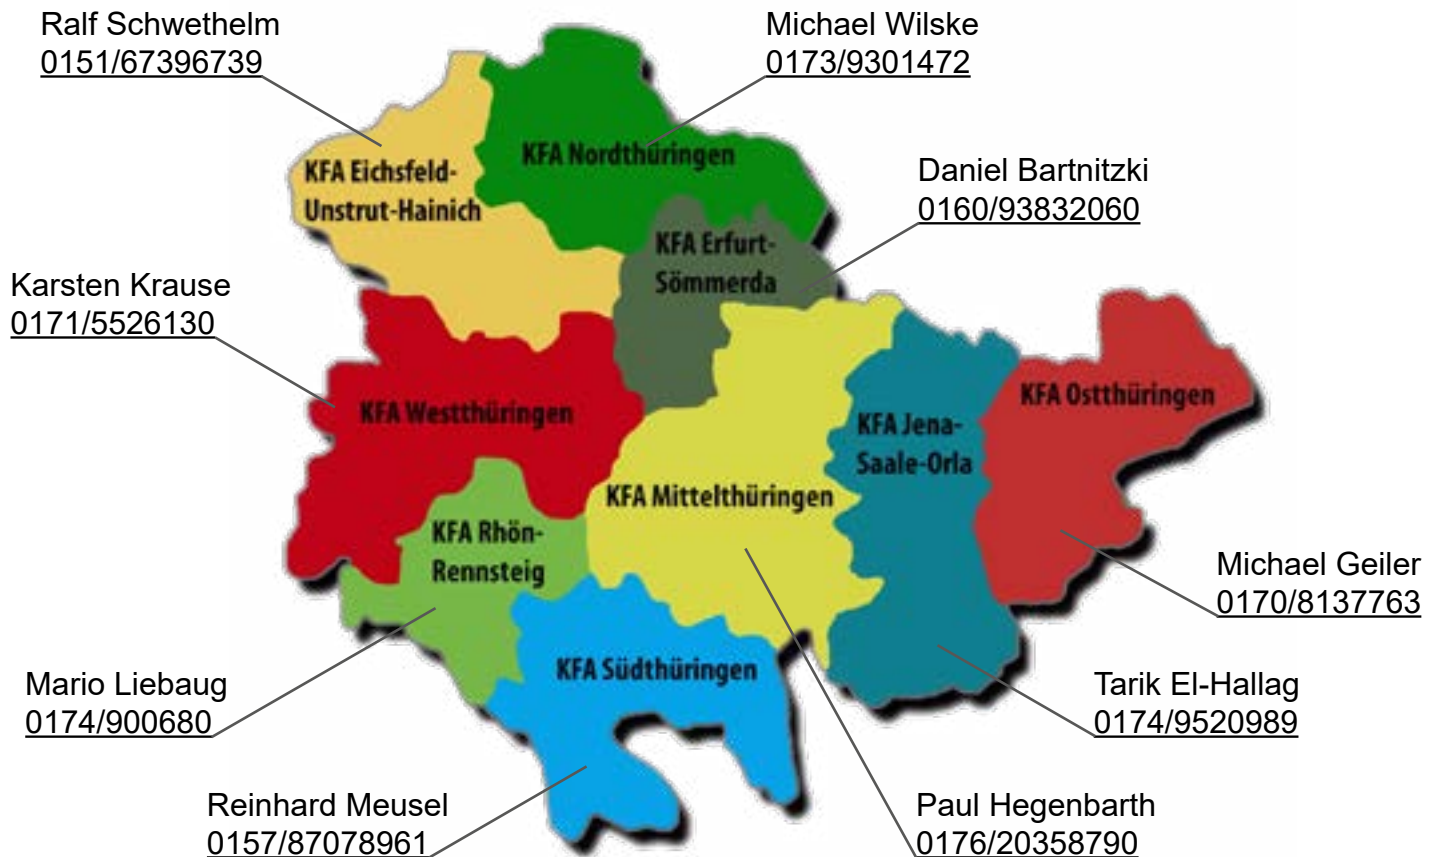 Ralf Schwethelm
0151/67396739
Michael Wilske
0173/9301472
KFA Nordthüringen
KFA Eichsfeld-
Unstrut-Hainich
Daniel Bartnitzki
0160/93832060
KFA Erfurt-
Sömmerda
Karsten Krause
0171/5526130
KFA Westthüringen
KFA Ostthüringen
KFA Jena-
Saale-Orla
KFA Mittelthüringen
KFA Rhön-
Rennsteig
Michael Geiler
0170/8137763
KFA Südthüringen
Mario Liebaug
0174/900680
Tarik El-Hallag
0174/9520989
Reinhard Meusel
0157/87078961
Paul Hegenbarth
0176/20358790